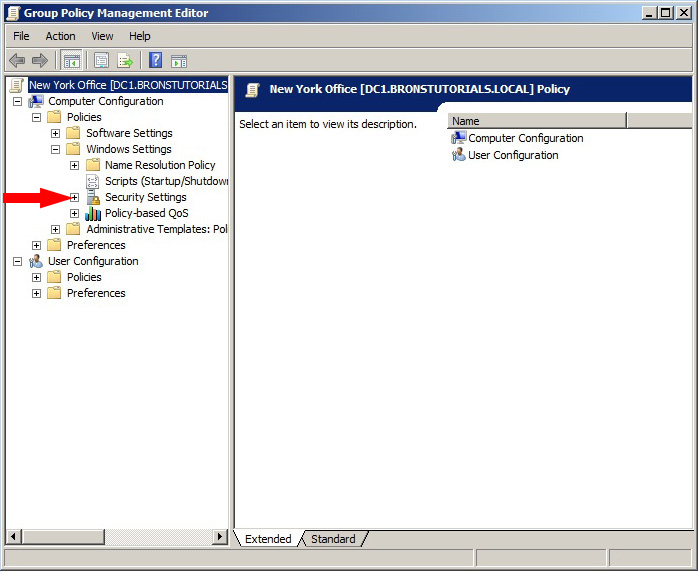 Group Policy Management Editor
File Action View Help
New York Office [DC1.BRONSTUTORIALS
Computer Configuration
Policies
Software Settings
Windows Settings
Name Resolution Policy
Scripts (Startup/Shutdown
Security Settings
Policy-based QoS
Administrative Templates: Pol
Preferences
User Configuration
Policies
Preferences
New York Office [DC1.BRONSTUTORIALS.LOCAL] Policy
Select an item to view its description.
Name
Computer Configuration
User Configuration
Extended Standard